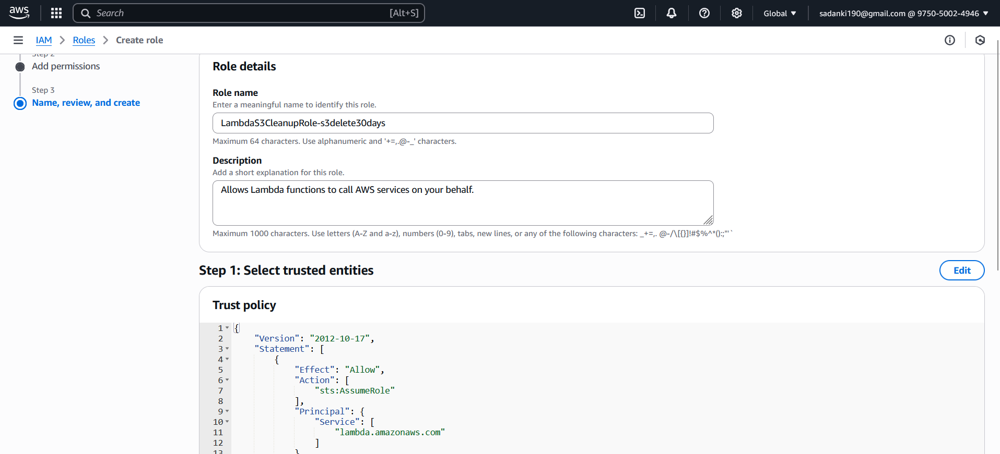 aws
Search [Alt+S]
Global
sadanki190@gmail.com @ 9750-5002-4946
IAM
Roles
Create role
Step 2
Add permissions
Step 3
Name, review, and create
Role details
Role name
Enter a meaningful name to identify this role.
LambdaS3CleanupRole-s3delete30days
Maximum 64 characters. Use alphanumeric and '+=,.@-_' characters.
Description
Add a short explanation for this role.
Allows Lambda functions to call AWS services on your behalf.
Maximum 1000 characters. Use letters (A-Z and a-z), numbers (0-9), tabs, new lines, or any of the following characters: _+=,. @-/\[{}]!#$%^*();:"'`
Step 1: Select trusted entities
Edit
Trust policy
1 {
2 "Version": "2012-10-17",
3 "Statement": [
4 {
5 "Effect": "Allow",
6 "Action": [
7 "sts:AssumeRole"
8 ],
9 "Principal": {
10 "Service": [
11 "lambda.amazonaws.com"
12 ]
13 }